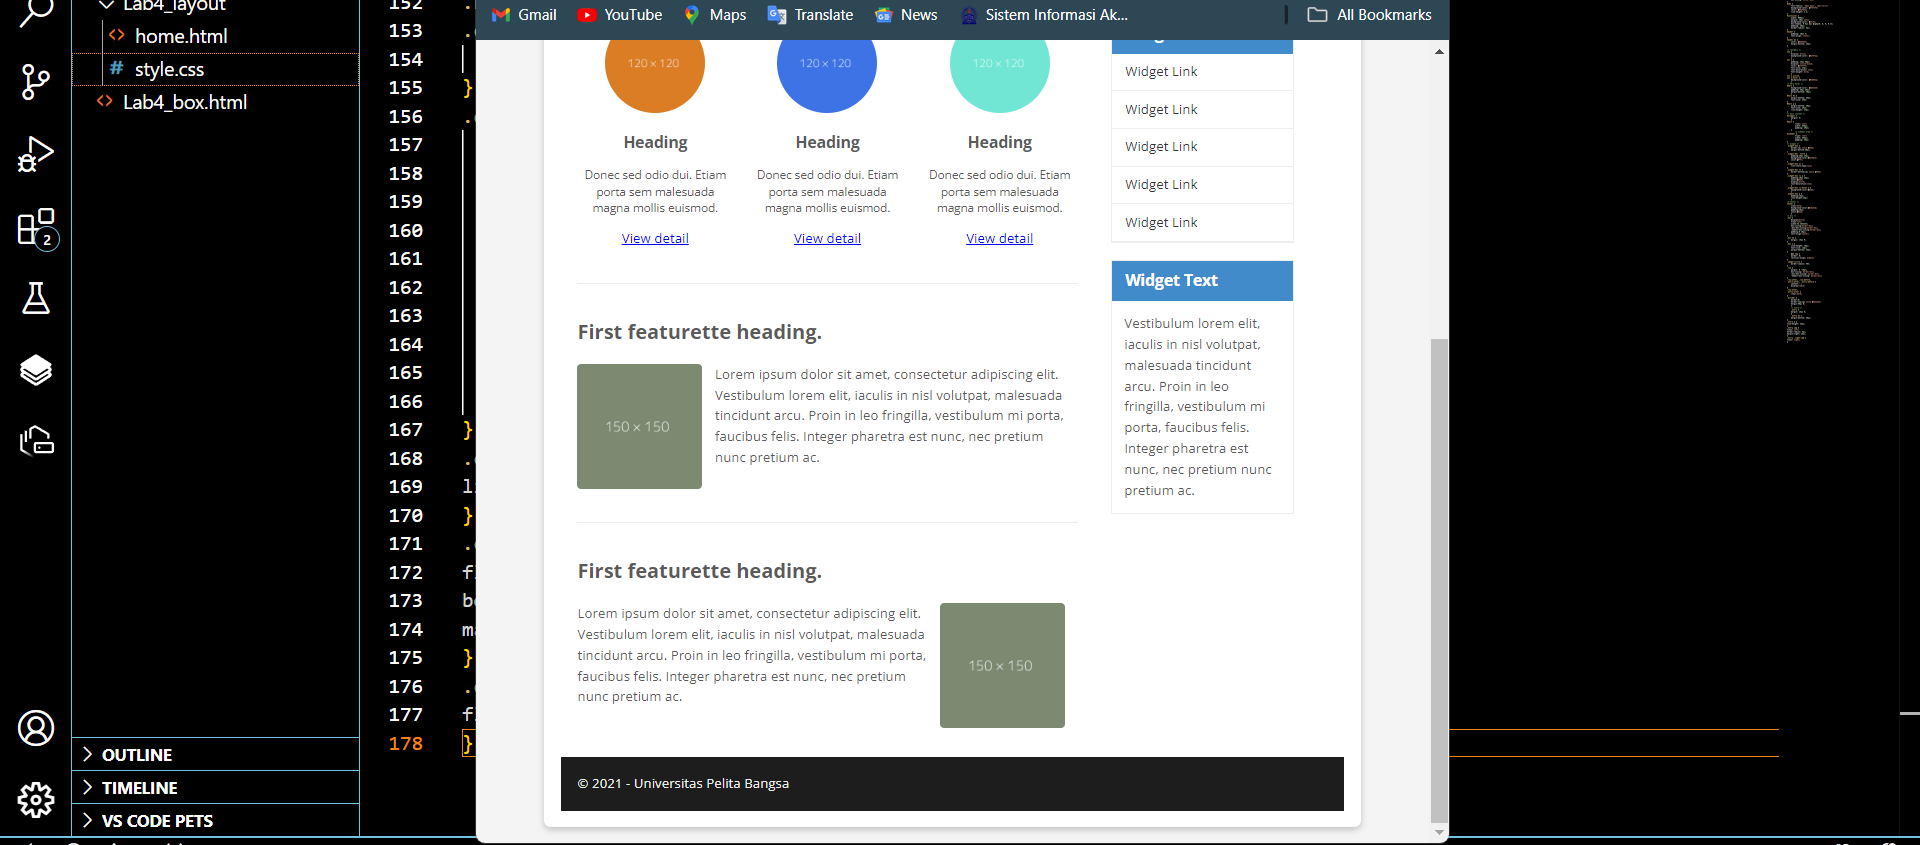 Lab4_layout
home.html
style.css
Lab4_box.html
2
OUTLINE
TIMELINE
VS CODE PETS
152
153
154
155 }
156
157
158
159
160
161
162
163
164
165
166
167 }
168
169
170 }
171
172
173
174
175 }
176
177
178 }
Gmail YouTube Maps Translate News Sistem Informasi Ak... All Bookmarks
120 × 120 120 × 120 120 × 120
Heading Heading Heading
Donec sed odio dui. Etiam
porta sem malesuada
magna mollis euismod.
View detail
Donec sed odio dui. Etiam
porta sem malesuada
magna mollis euismod.
View detail
Donec sed odio dui. Etiam
porta sem malesuada
magna mollis euismod.
View detail
First featurette heading.
150 × 150
Lorem ipsum dolor sit amet, consectetur adipiscing elit.
Vestibulum lorem elit, iaculis in nisl volutpat, malesuada
tincidunt arcu. Proin in leo fringilla, vestibulum mi porta,
faucibus felis. Integer pharetra est nunc, nec pretium
nunc pretium ac.
First featurette heading.
Lorem ipsum dolor sit amet, consectetur adipiscing elit.
Vestibulum lorem elit, iaculis in nisl volutpat, malesuada
tincidunt arcu. Proin in leo fringilla, vestibulum mi porta,
faucibus felis. Integer pharetra est nunc, nec pretium
nunc pretium ac.
150 × 150
Widget Link
Widget Link
Widget Link
Widget Link
Widget Link
Widget Text
Vestibulum lorem elit,
iaculis in nisl volutpat,
malesuada tincidunt
arcu. Proin in leo
fringilla, vestibulum mi
porta, faucibus felis.
Integer pharetra est
nunc, nec pretium nunc
pretium ac.
© 2021 - Universitas Pelita Bangsa